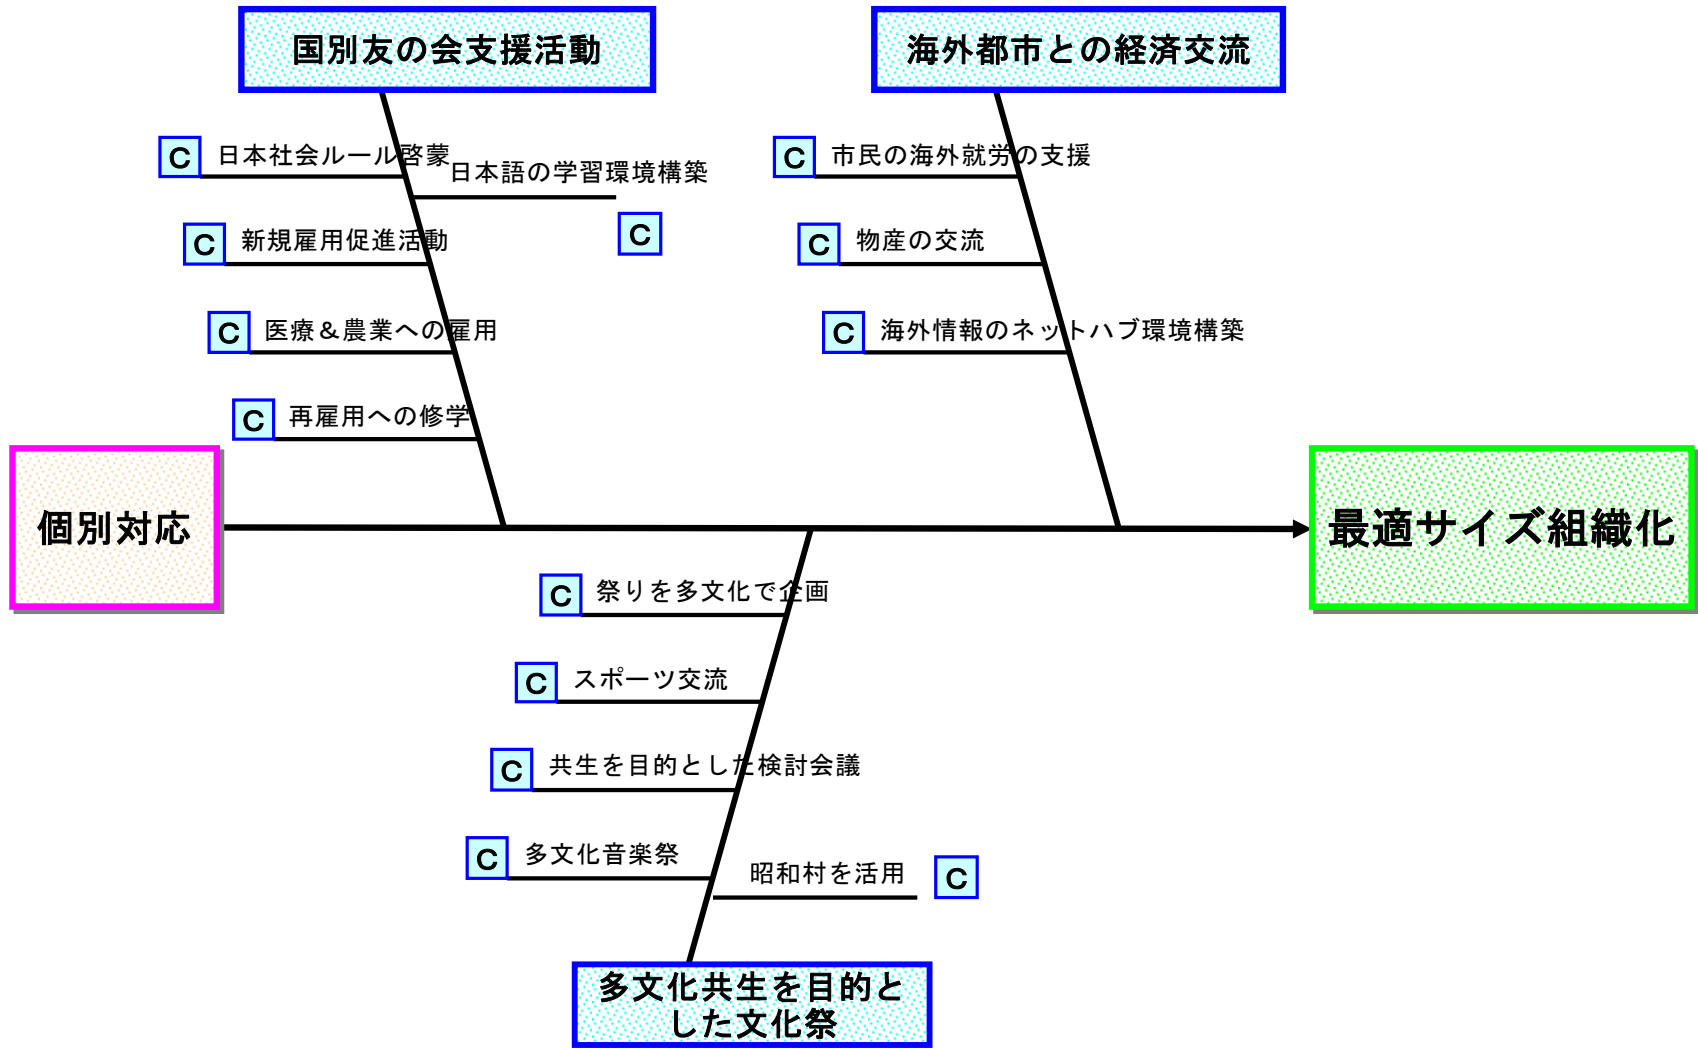 国別友の会支援活動
海外都市との経済交流
C 日本社会ルール啓蒙
日本語の学習環境構築
C
C 新規雇用促進活動
C 医療＆農業への雇用
C 再雇用への修学
C 市民の海外就労の支援
C 物産の交流
C 海外情報のネットハブ環境構築
個別対応
最適サイズ組織化
C 祭りを多文化で企画
C スポーツ交流
C 共生を目的とした検討会議
C 多文化音楽祭
昭和村を活用 C
多文化共生を目的と
した文化祭